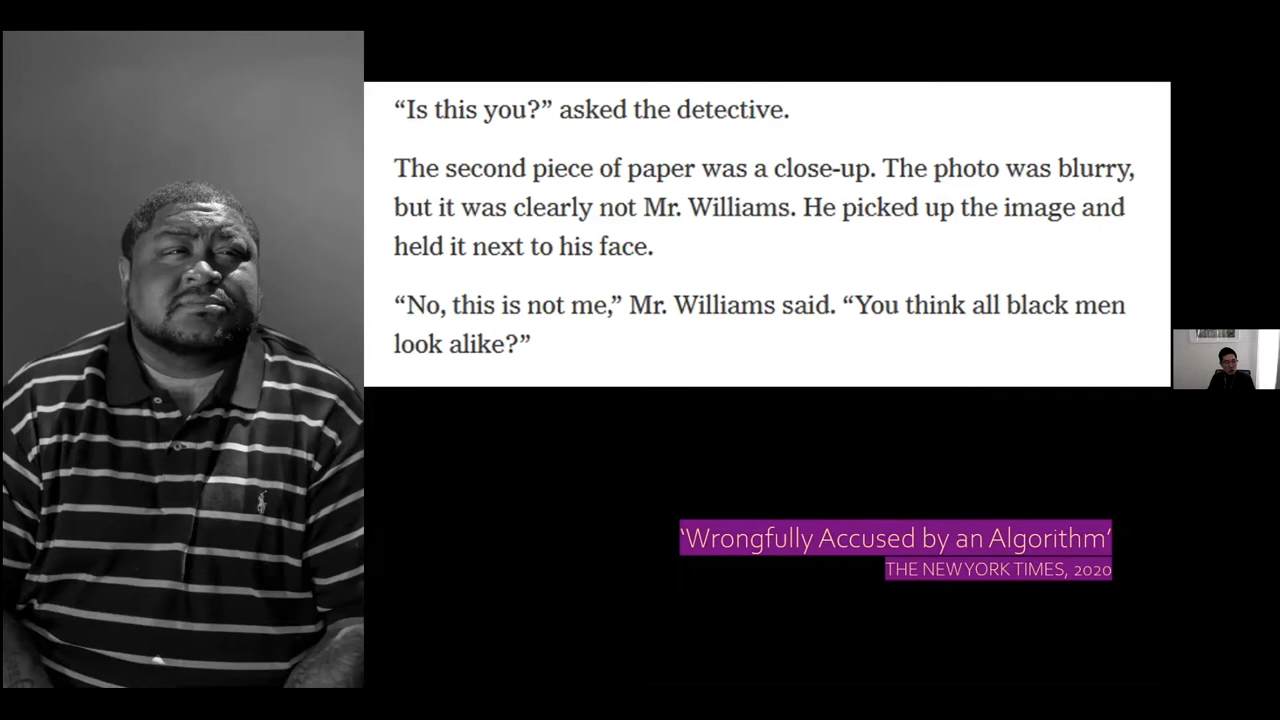 “Is this you?” asked the detective.
The second piece of paper was a close-up. The photo was blurry,
but it was clearly not Mr. Williams. He picked up the image and
held it next to his face.
“No, this is not me,” Mr. Williams said. “You think all black men
look alike?”
‘Wrongfully Accused by an Algorithm’
THE NEW YORK TIMES, 2020